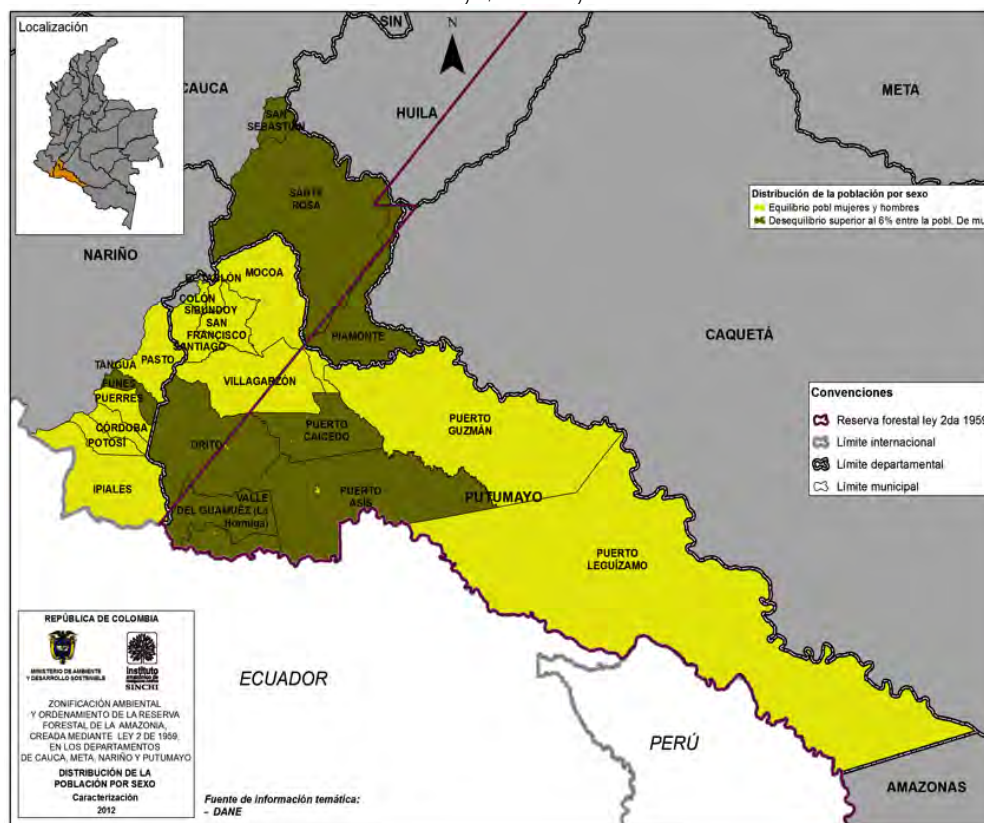 Localización
SIN
N
CAUCA
HUILA
META
SAN
SEBASTIAN
SANTE
ROSA
Distribución de la población por sexo
Equilibrio pobl mujeres y hombres
Desequilibrio superior al 6% entre la pobl. De mu
NARIÑO
MOCOA
COLÓN
SIBUNDOY
SAN
FRANCISCO
SANTIAGO
PIAMONTE
CAQUETÁ
TANGUA
PASTO
FUNES
PUERRES
VILLAGARZÓN
CÓRDOBA
POTOSÍ
ORITO
PUERTO
CAICEDO
PUERTO
GUZMÁN
IPIALES
VALLE
DEL GUAMUEZ (La
Hormiga)
PUERTO
ASÍS
PUTUMAYO
PUERTO
LEGUÍZAMO
Convenciones
Reserva forestal ley 2da 1959
Límite internacional
Límite departamental
Límite municipal
REPÚBLICA DE COLOMBIA
MINISTERIO DE AMBIENTE
Y DESARROLLO SOSTENIBLE
Instituto
SINCHI
ZONIFICACIÓN AMBIENTAL
Y ORDENAMIENTO DE LA RESERVA
FORESTAL DE LA AMAZONIA,
CREADA MEDIANTE LEY 2 DE 1959,
EN LOS DEPARTAMENTOS
DE CAUCA, META, NARIÑO Y PUTUMAYO
DISTRIBUCIÓN DE LA
POBLACIÓN POR SEXO
Caracterización
2012
ECUADOR
PERÚ
AMAZONAS
Fuente de información temática:
- DANE